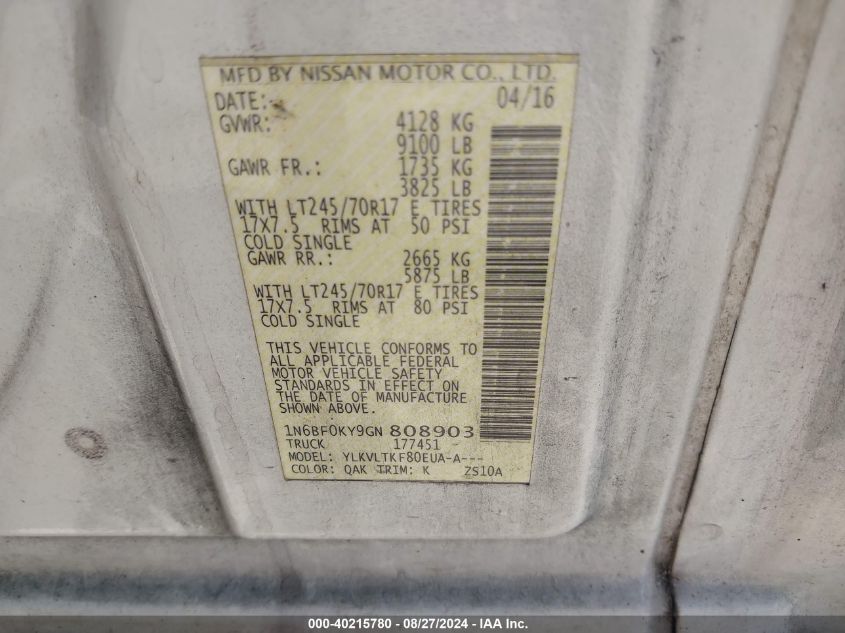 MFD BY NISSAN MOTOR CO., LTD.
DATE: 04/16
GVWR: 4128 KG
9100 LB
GAWR FR.: 1735 KG
3825 LB
WITH LT245/70R17 E TIRES
17X7.5 RIMS AT 50 PSI
COLD SINGLE
GAWR RR.: 2665 KG
5875 LB
WITH LT245/70R17 E TIRES
17X7.5 RIMS AT 80 PSI
COLD SINGLE
THIS VEHICLE CONFORMS TO
ALL APPLICABLE FEDERAL
MOTOR VEHICLE SAFETY
STANDARDS IN EFFECT ON
THE DATE OF MANUFACTURE
SHOWN ABOVE.
1N6BF0KY9GN 808903
TRUCK 177451
MODEL: YLKVLTKF80EUA-A---
COLOR: QAK TRIM: K ZS10A
000-40215780 - 08/27/2024 - IAA Inc.